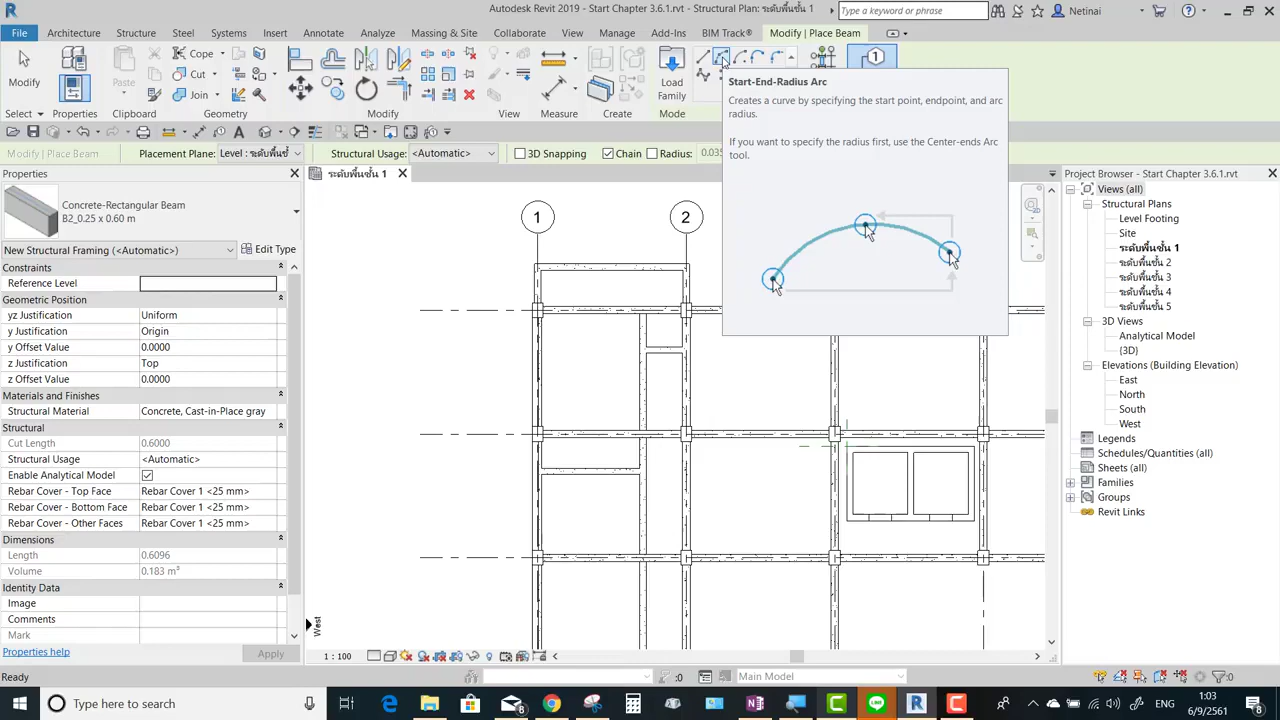 Autodesk Revit 2019 - Start Chapter 3.6.1.rvt - Structural Plan: ระดับพื้นชั้น 1
Type a keyword or phrase
Netinai
File Architecture Structure Steel Systems Insert Annotate Analyze Massing & Site Collaborate View Manage Add-Ins BIM Track® Modify | Place Beam
Modify
Paste
Cope
Cut
Join
Load
Family
Select Properties Clipboard Geometry Modify View Measure Create Mode
Start-End-Radius Arc
Creates a curve by specifying the start point, endpoint, and arc
radius.
If you want to specify the radius first, use the Center-ends Arc
tool.
Modify | Place Beam
Placement Plane: Level : ระดับพื้นชั้
Structural Usage: <Automatic>
3D Snapping
Chain
Radius:
Properties
Concrete-Rectangular Beam
B2_0.25 x 0.60 m
New Structural Framing (<Automatic>)
Edit Type
Constraints
Reference Level
Geometric Position
yz Justification Uniform
y Justification Origin
y Offset Value 0.0000
z Justification Top
z Offset Value 0.0000
Materials and Finishes
Structural Material Concrete, Cast-in-Place gray
Structural
Cut Length 0.6000
Structural Usage <Automatic>
Enable Analytical Model
Rebar Cover - Top Face Rebar Cover 1 <25 mm>
Rebar Cover - Bottom Face Rebar Cover 1 <25 mm>
Rebar Cover - Other Faces Rebar Cover 1 <25 mm>
Dimensions
Length 0.6096
Volume 0.183 m³
Identity Data
Image
Comments
Mark
Properties help
Apply
ระดับพื้นชั้น 1
1
2
West
1 : 100
Project Browser - Start Chapter 3.6.1.rvt
Views (all)
Structural Plans
Level Footing
Site
ระดับพื้นชั้น 1
ระดับพื้นชั้น 2
ระดับพื้นชั้น 3
ระดับพื้นชั้น 4
ระดับพื้นชั้น 5
3D Views
Analytical Model
{3D}
Elevations (Building Elevation)
East
North
South
West
Legends
Schedules/Quantities (all)
Sheets (all)
Families
Groups
Revit Links
Ready
:0
Main Model
:0
Type here to search
8
ENG
1:03
6/9/2561